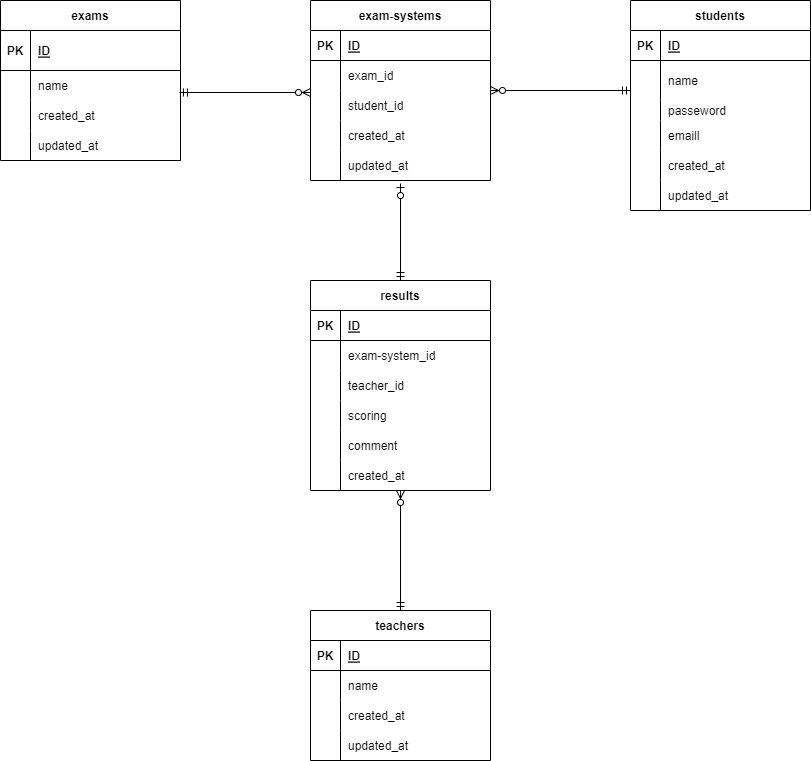 exams
PK ID
name
created_at
updated_at
exam-systems
PK ID
exam_id
student_id
created_at
updated_at
students
PK ID
name
passeword
emaill
created_at
updated_at
results
PK ID
exam-system_id
teacher_id
scoring
comment
created_at
teachers
PK ID
name
created_at
updated_at